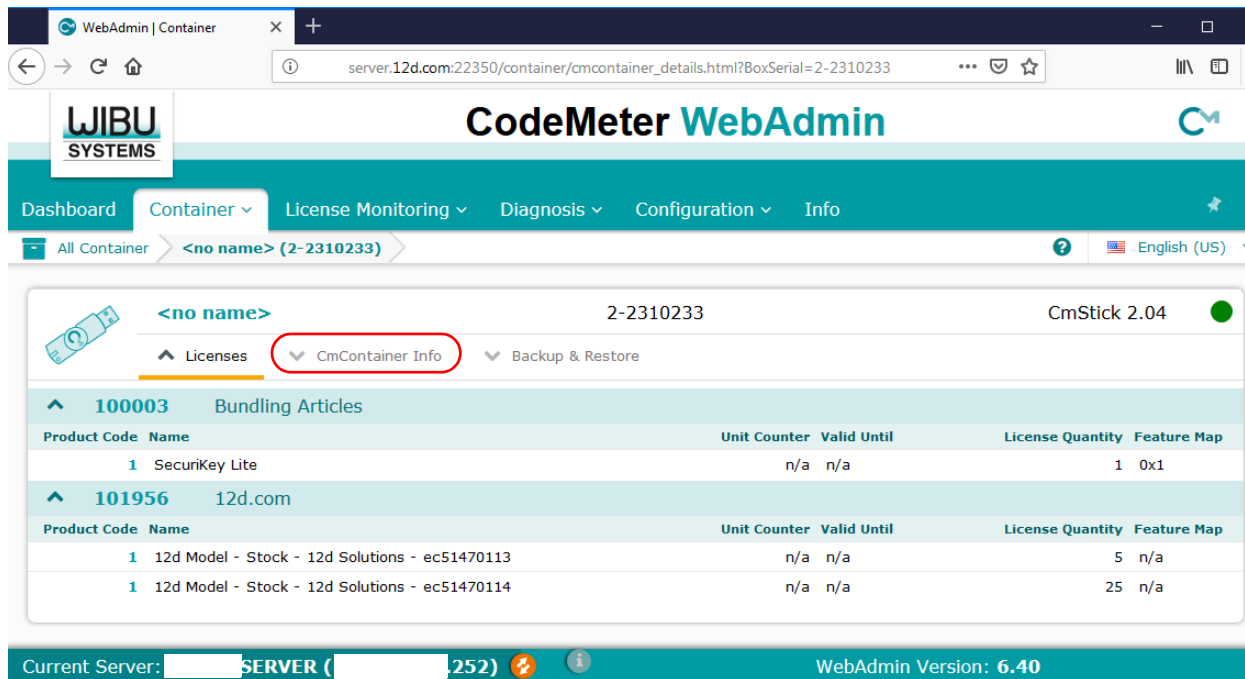 WebAdmin | Container
server.12d.com:22350/container/cmcontainer_details.html?BoxSerial=2-2310233
WIBU
SYSTEMS
CodeMeter WebAdmin
CM
Dashboard Container License Monitoring Diagnosis Configuration Info
All Container <no name> (2-2310233) English (US)
<no name> 2-2310233 CmStick 2.04
Licenses CmContainer Info Backup & Restore
100003 Bundling Articles
Product Code Name Unit Counter Valid Until License Quantity Feature Map
1 SecuriKey Lite n/a n/a 1 0x1
101956 12d.com
Product Code Name Unit Counter Valid Until License Quantity Feature Map
1 12d Model - Stock - 12d Solutions - ec51470113 n/a n/a 5 n/a
1 12d Model - Stock - 12d Solutions - ec51470114 n/a n/a 25 n/a
Current Server: SERVER ( .252) WebAdmin Version: 6.40